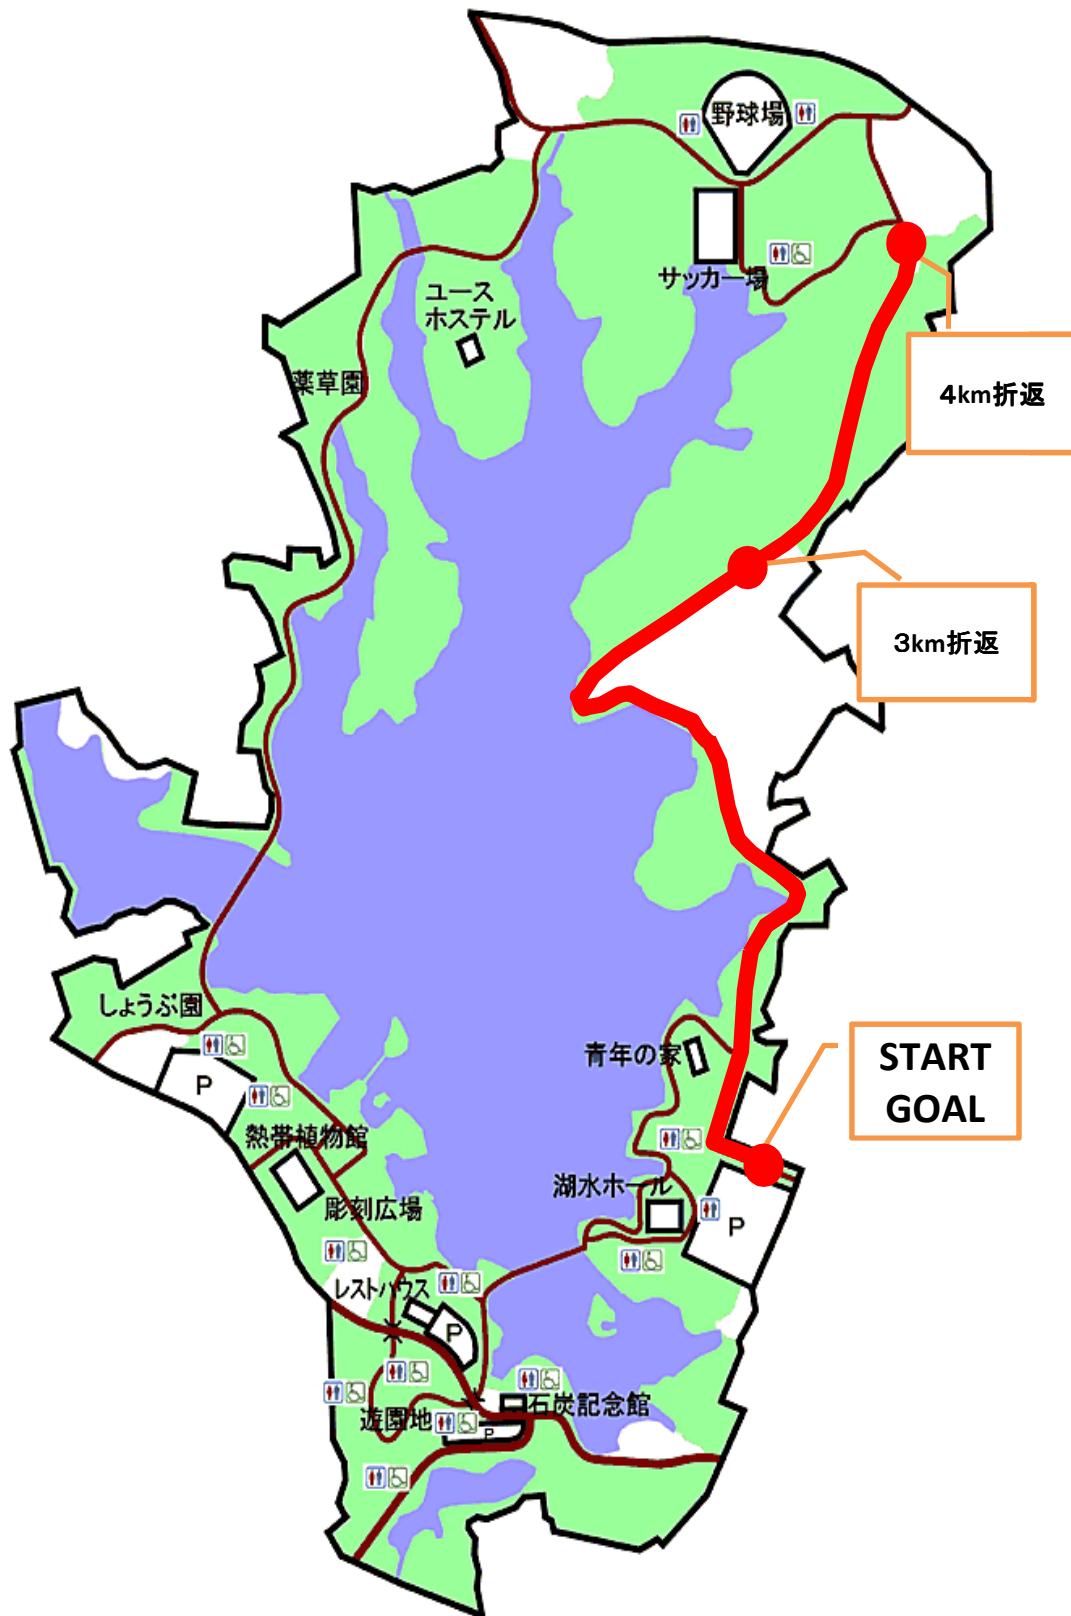 野球場
サッカー場
ユース
ホステル
薬草園
4km折返
3km折返
しょうぶ園
P
熱帯植物館
彫刻広場
青年の家
START
GOAL
湖水ホール
P
レストハウス
P
石炭記念館
遊園地
P